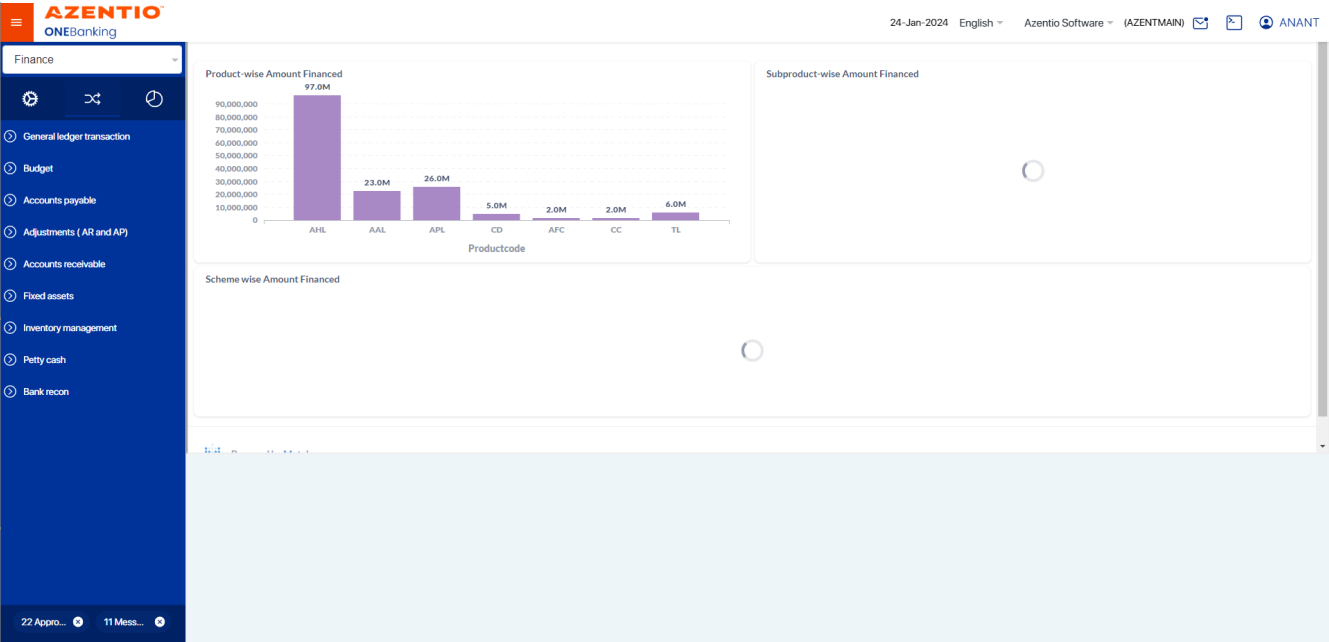 AZENTIO
ONEBanking
24-Jan-2024 English Azentio Software (AZENTMAIN) ANANT
Finance
General ledger transaction
Budget
Accounts payable
Adjustments ( AR and AP)
Accounts receivable
Fixed assets
Inventory management
Petty cash
Bank recon
22 Appro...
11 Mess...
Product-wise Amount Financed
97.0M
90,000,000
80,000,000
70,000,000
60,000,000
50,000,000
40,000,000
30,000,000
20,000,000
10,000,000
0
23.0M
26.0M
5.0M
2.0M
2.0M
6.0M
AHL AAL APL CD AFC CC TL
Productcode
Subproduct-wise Amount Financed
Scheme wise Amount Financed